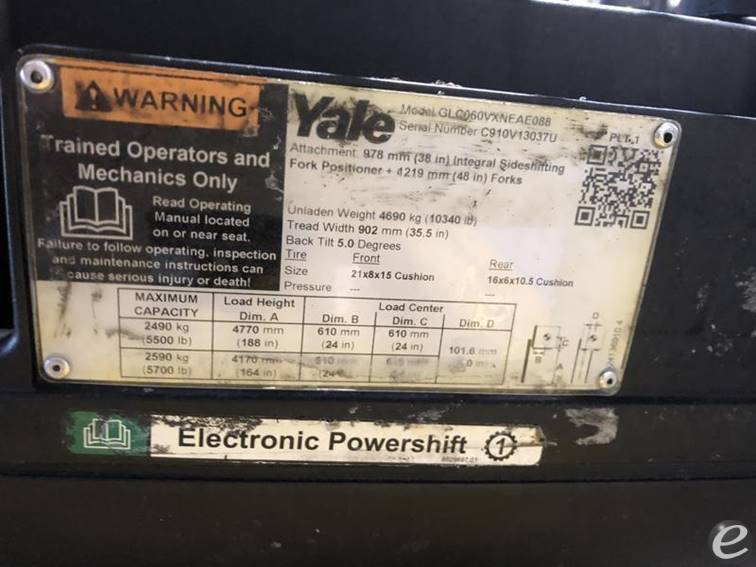 WARNING
Trained Operators and
Mechanics Only
Read Operating
Manual located
on or near seat.
Failure to follow operating, inspection
and maintenance instructions can
cause serious injury or death!
Yale
Model GLC060VXNEAE088
Serial Number C910V13037U
PLT.1
Attachment 978 mm (38 in) Integral Sideshifting
Fork Positioner + 1219 mm (48 in) Forks
Unladen Weight 4690 kg (10340 lb)
Tread Width 902 mm (35.5 in)
Back Tilt 5.0 Degrees
Tire Front Rear
Size 21x8x15 Cushion 16x6x10.5 Cushion
Pressure --- ---
MAXIMUM CAPACITY Load Height Load Center
Dim. A Dim. B Dim. C Dim. D
2490 kg 4770 mm 610 mm 610 mm 101.6 mm
(5500 lb) (188 in) (24 in) (24 in)
2590 kg 4170 mm 610
(5700 lb) (164 in) (24
D
C
B
A
Electronic Powershift 1
e